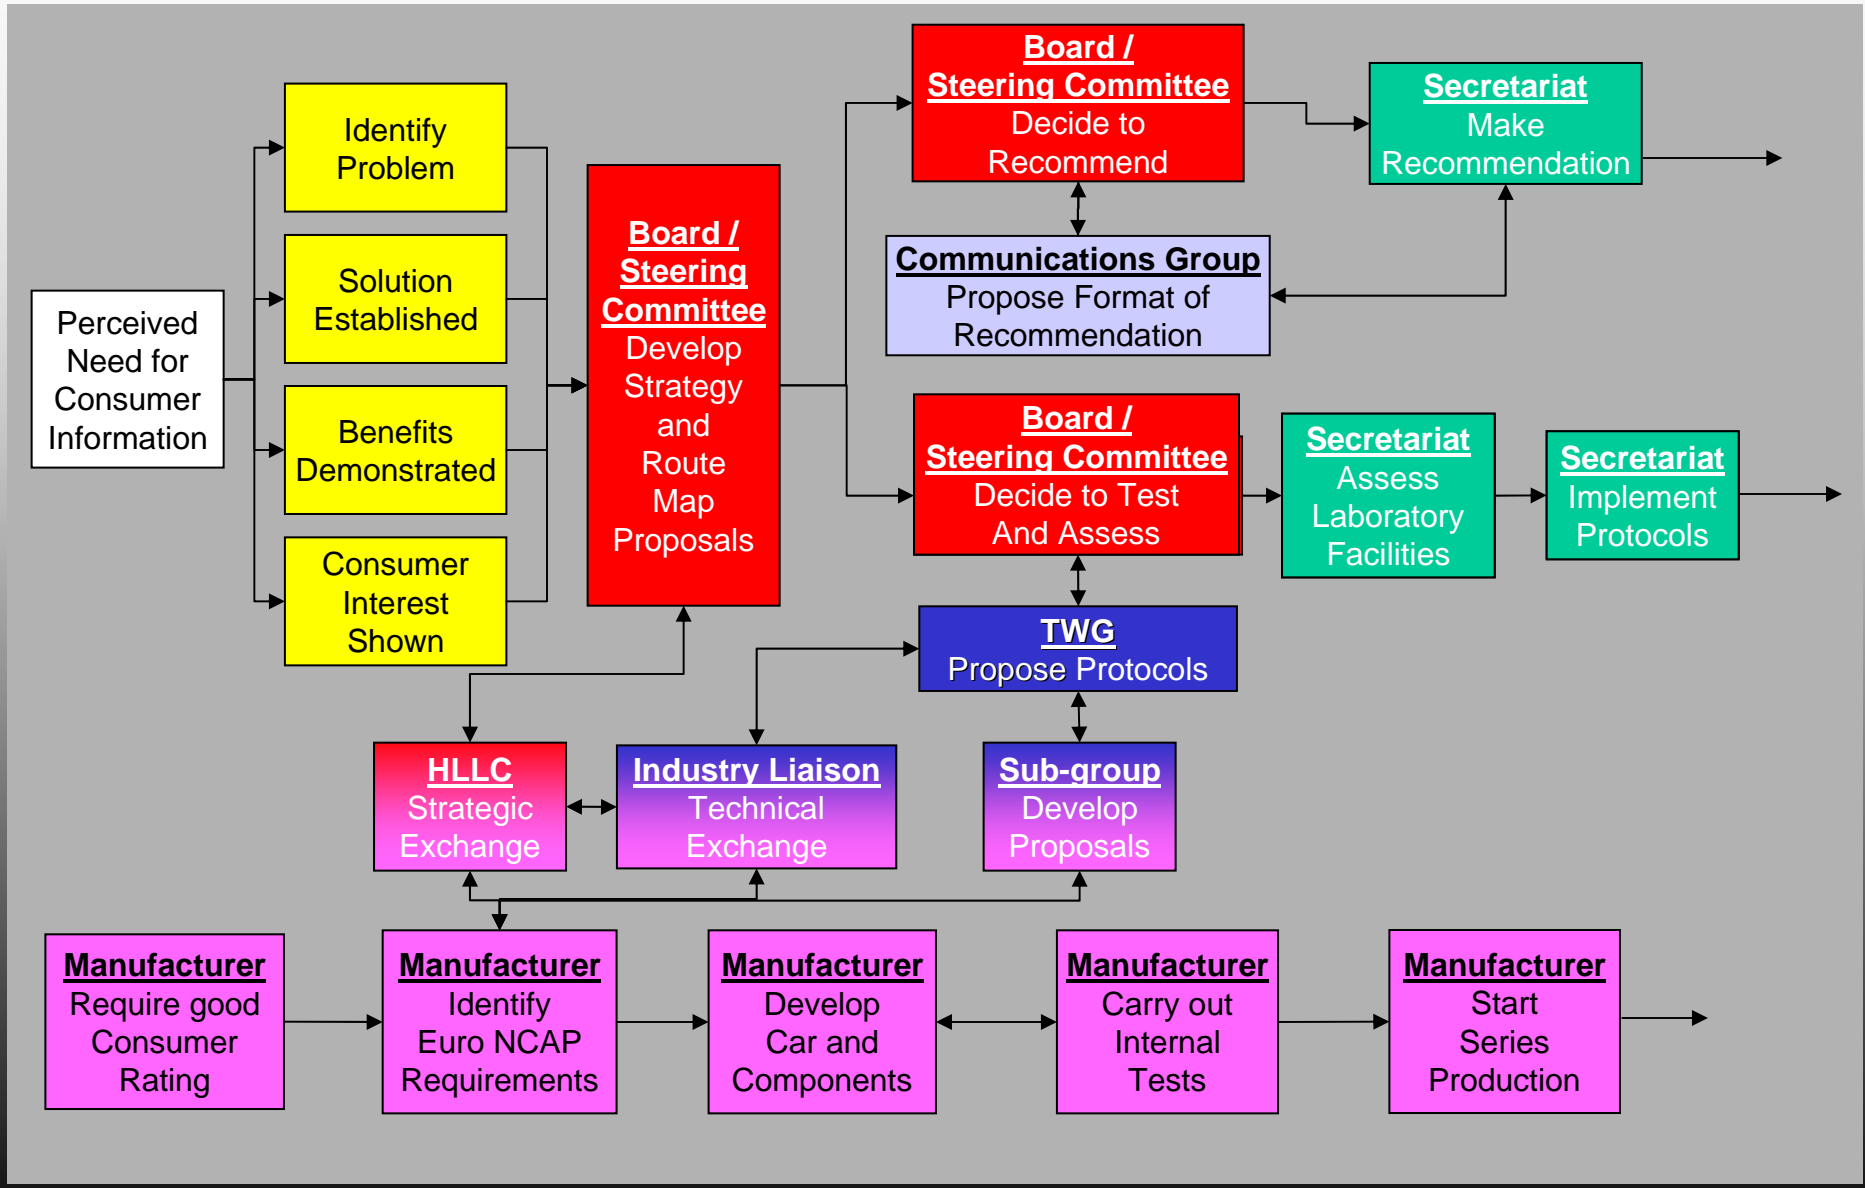 Perceived
Need for
Consumer
Information
Identify
Problem
Solution
Established
Benefits
Demonstrated
Consumer
Interest
Shown
Board /
Steering
Committee
Develop
Strategy
and
Route
Map
Proposals
Board /
Steering Committee
Decide to
Recommend
Secretariat
Make
Recommendation
Communications Group
Propose Format of
Recommendation
Board /
Steering Committee
Decide to Test
And Assess
Secretariat
Assess
Laboratory
Facilities
Secretariat
Implement
Protocols
TWG
Propose Protocols
HLLC
Strategic
Exchange
Industry Liaison
Technical
Exchange
Sub-group
Develop
Proposals
Manufacturer
Require good
Consumer
Rating
Manufacturer
Identify
Euro NCAP
Requirements
Manufacturer
Develop
Car and
Components
Manufacturer
Carry out
Internal
Tests
Manufacturer
Start
Series
Production